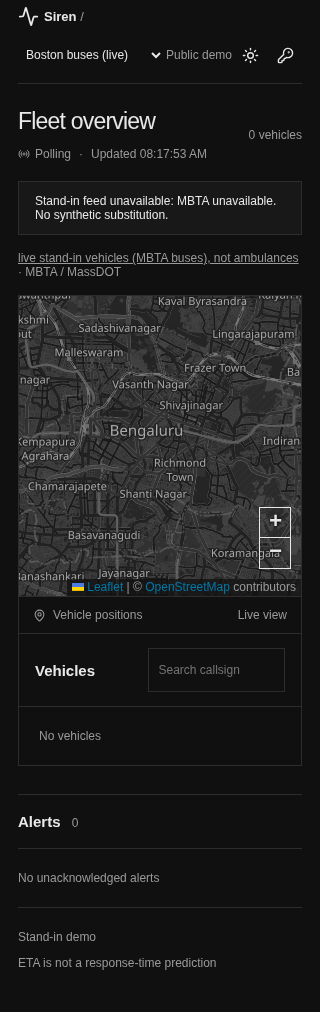 Siren /
Boston buses (live) Public demo
Fleet overview
0 vehicles
Polling · Updated 08:17:53 AM
Stand-in feed unavailable: MBTA unavailable.
No synthetic substitution.
live stand-in vehicles (MBTA buses), not ambulances
· MBTA / MassDOT
Kaval Byrasandra
Sadashivanagar
Lingarajapuram
Malleswaram
Frazer Town
Vasanth Nagar
Shivajinagar
Bengaluru
Indiran
Kempapura
Agrahara
Richmond
Town
Chamarajapete
Shanti Nagar
Basavanagudi
Koramangala
Jayanagar
+
−
Leaflet | © OpenStreetMap contributors
Vehicle positions Live view
Vehicles Search callsign
No vehicles
Alerts 0
No unacknowledged alerts
Stand-in demo
ETA is not a response-time prediction